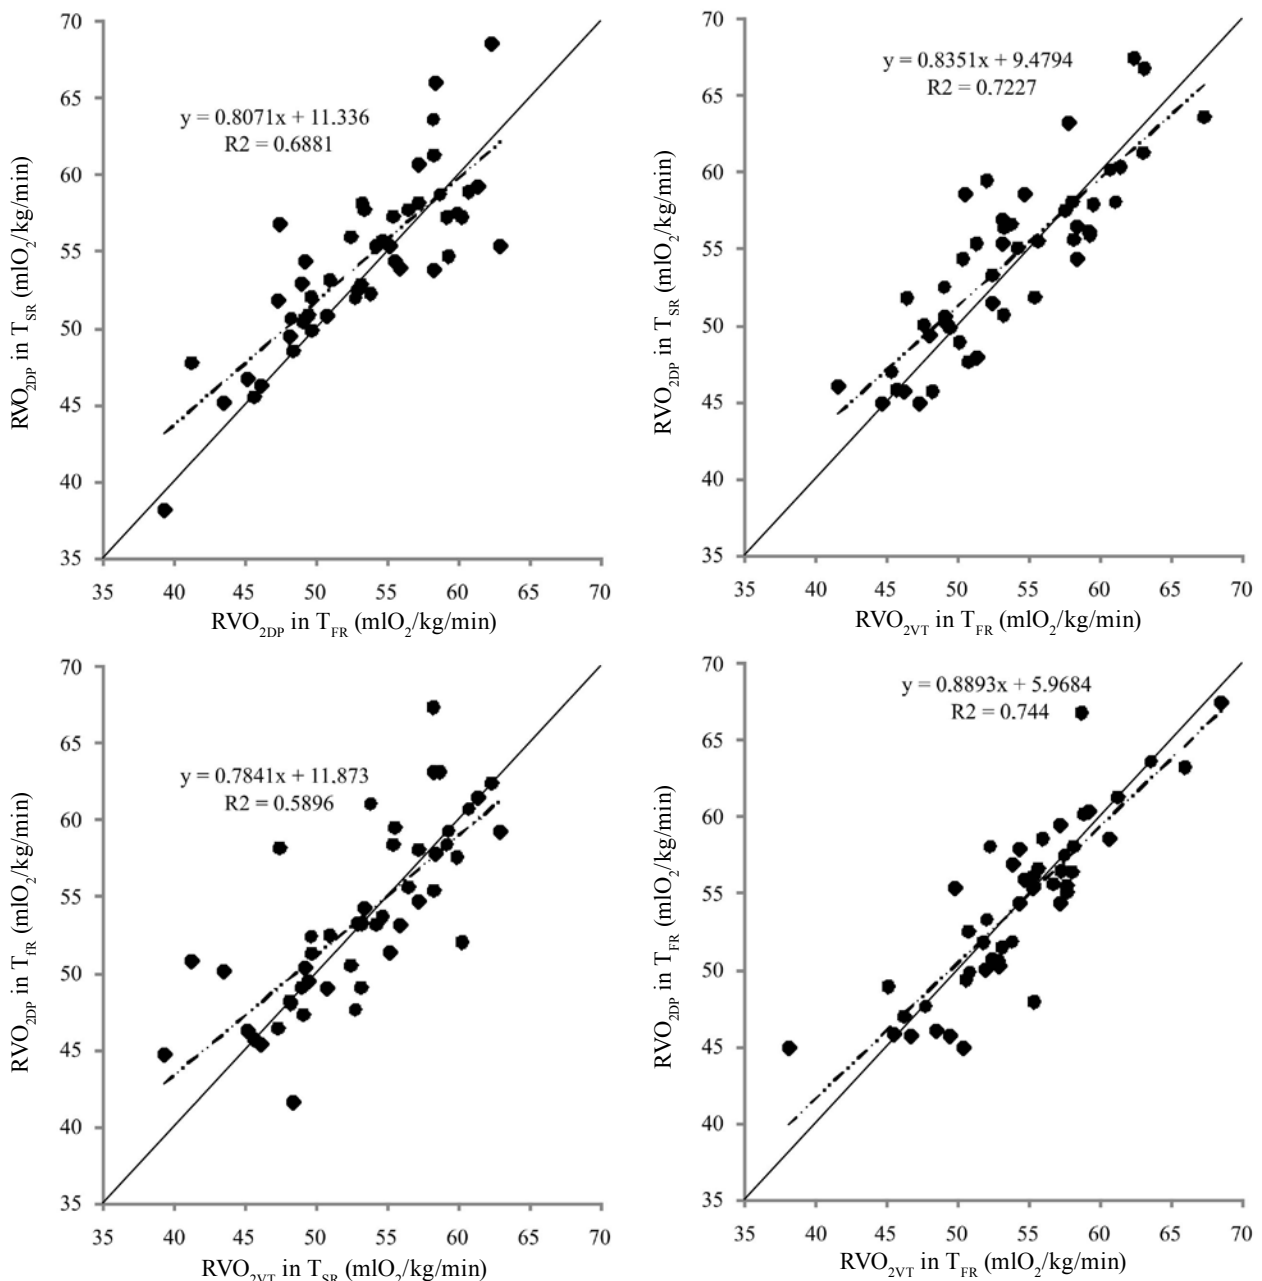 70
65
60
55
50
45
40
35
y = 0.8071x + 11.336
R2 = 0.6881
RVO2DP in TSR (mlO2/kg/min)
35 40 45 50 55 60 65 70
RVO2DP in TFR (mlO2/kg/min)
70
65
60
55
50
45
40
35
y = 0.8351x + 9.4794
R2 = 0.7227
RVO2DP in TSR (mlO2/kg/min)
35 40 45 50 55 60 65 70
RVO2VT in TFR (mlO2/kg/min)
70
65
60
55
50
45
40
35
y = 0.7841x + 11.873
R2 = 0.5896
RVO2DP in TfR (mlO2/kg/min)
35 40 45 50 55 60 65 70
RVO2VT in TSR (mlO2/kg/min)
70
65
60
55
50
45
40
35
y = 0.8893x + 5.9684
R2 = 0.744
RVO2DP in TFR (mlO2/kg/min)
35 40 45 50 55 60 65 70
RVO2VT in TFR (mlO2/kg/min)